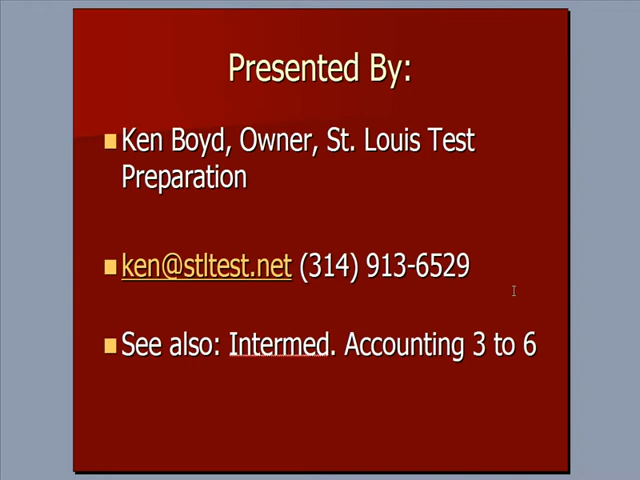 Presented By:
Ken Boyd, Owner, St. Louis Test
Preparation
ken@stltest.net (314) 913-6529
See also: Intermed. Accounting 3 to 6